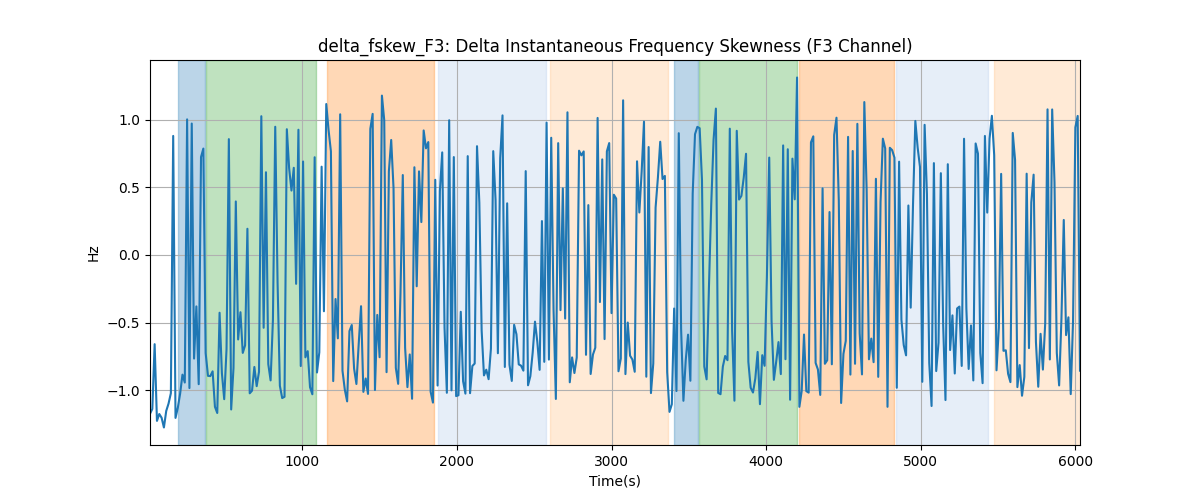 delta_fskew_F3: Delta Instantaneous Frequency Skewness (F3 Channel)
Hz
1.0
0.5
0.0
−0.5
−1.0
1000 2000 3000 4000 5000 6000
Time(s)